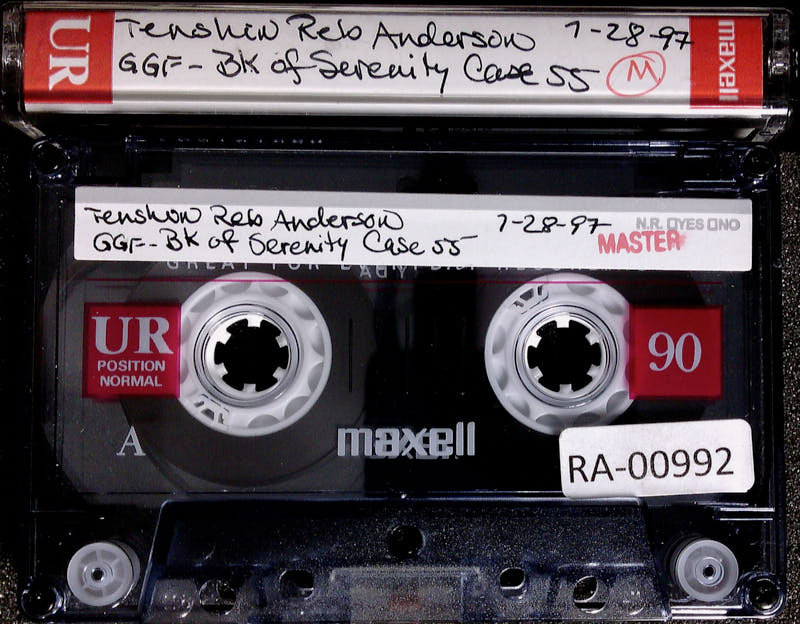 UR
Tenshin Reb Anderson 7-28-97
GGF-BK of Serenity Case 55 M
maxell
Tenshin Reb Anderson 7-28-97
GGF-BK of Serenity Case 55
N.R. YES NO
MASTER
UR
POSITION
NORMAL
90
A
maxell
RA-00992